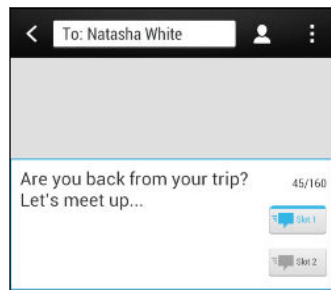 To: Natasha White
Are you back from your trip?
Let's meet up...
45/160
Slot 1
Slot 2